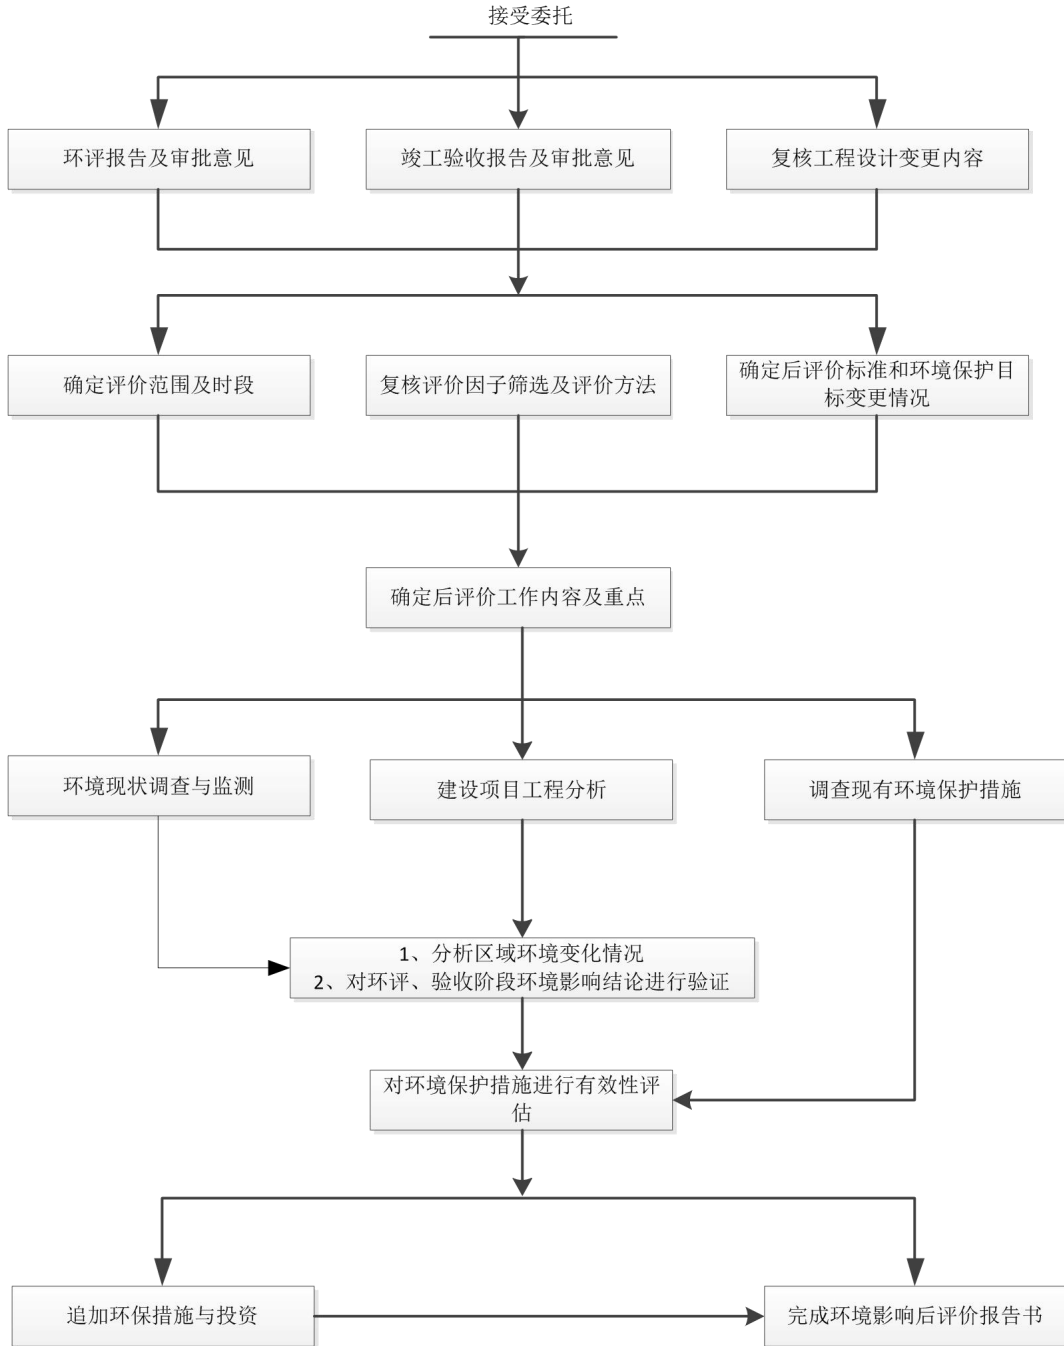 接受委托
环评报告及审批意见
竣工验收报告及审批意见
复核工程设计变更内容
确定评价范围及时段
复核评价因子筛选及评价方法
确定后评价标准和环境保护目
标变更情况
确定后评价工作内容及重点
环境现状调查与监测
建设项目工程分析
调查现有环境保护措施
1、分析区域环境变化情况
2、对环评、验收阶段环境影响结论进行验证
对环境保护措施进行有效性评
估
追加环保措施与投资
完成环境影响后评价报告书